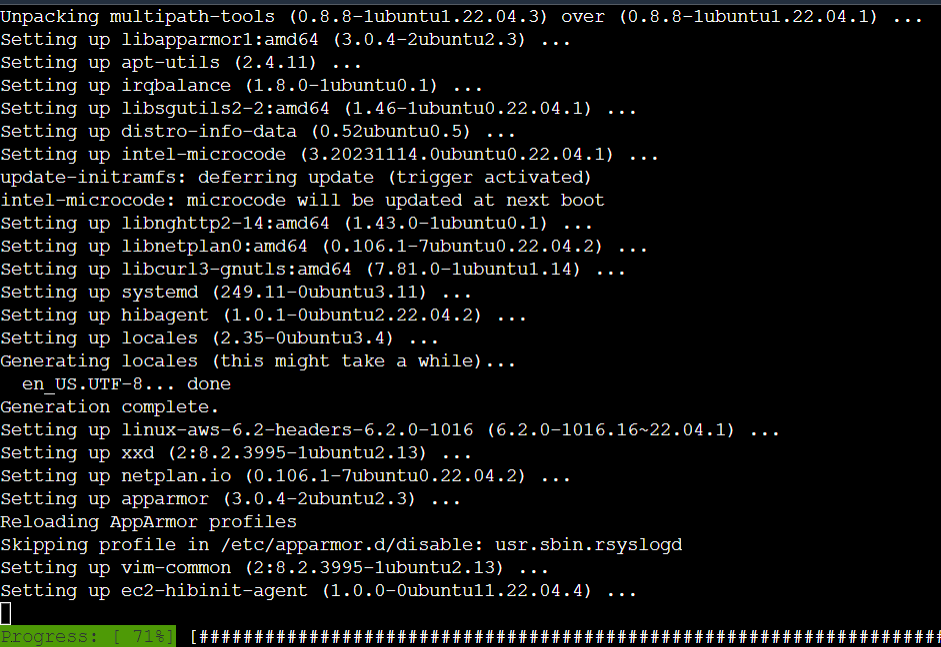 Unpacking multipath-tools (0.8.8-1ubuntu1.22.04.3) over (0.8.8-1ubuntu1.22.04.1) ...
Setting up libapparmor1:amd64 (3.0.4-2ubuntu2.3) ...
Setting up apt-utils (2.4.11) ...
Setting up irqbalance (1.8.0-1ubuntu0.1) ...
Setting up libsgutils2-2:amd64 (1.46-1ubuntu0.22.04.1) ...
Setting up distro-info-data (0.52ubuntu0.5) ...
Setting up intel-microcode (3.20231114.0ubuntu0.22.04.1) ...
update-initramfs: deferring update (trigger activated)
intel-microcode: microcode will be updated at next boot
Setting up libnghttp2-14:amd64 (1.43.0-1ubuntu0.1) ...
Setting up libnetplan0:amd64 (0.106.1-7ubuntu0.22.04.2) ...
Setting up libcurl3-gnutls:amd64 (7.81.0-1ubuntu1.14) ...
Setting up systemd (249.11-0ubuntu3.11) ...
Setting up hibagent (1.0.1-0ubuntu2.22.04.2) ...
Setting up locales (2.35-0ubuntu3.4) ...
Generating locales (this might take a while)...
  en_US.UTF-8... done
Generation complete.
Setting up linux-aws-6.2-headers-6.2.0-1016 (6.2.0-1016.16~22.04.1) ...
Setting up xxd (2:8.2.3995-1ubuntu2.13) ...
Setting up netplan.io (0.106.1-7ubuntu0.22.04.2) ...
Setting up apparmor (3.0.4-2ubuntu2.3) ...
Reloading AppArmor profiles
Skipping profile in /etc/apparmor.d/disable: usr.sbin.rsyslogd
Setting up vim-common (2:8.2.3995-1ubuntu2.13) ...
Setting up ec2-hibinit-agent (1.0.0-0ubuntu11.22.04.4) ...
Progress: [ 71%] [####################################################################